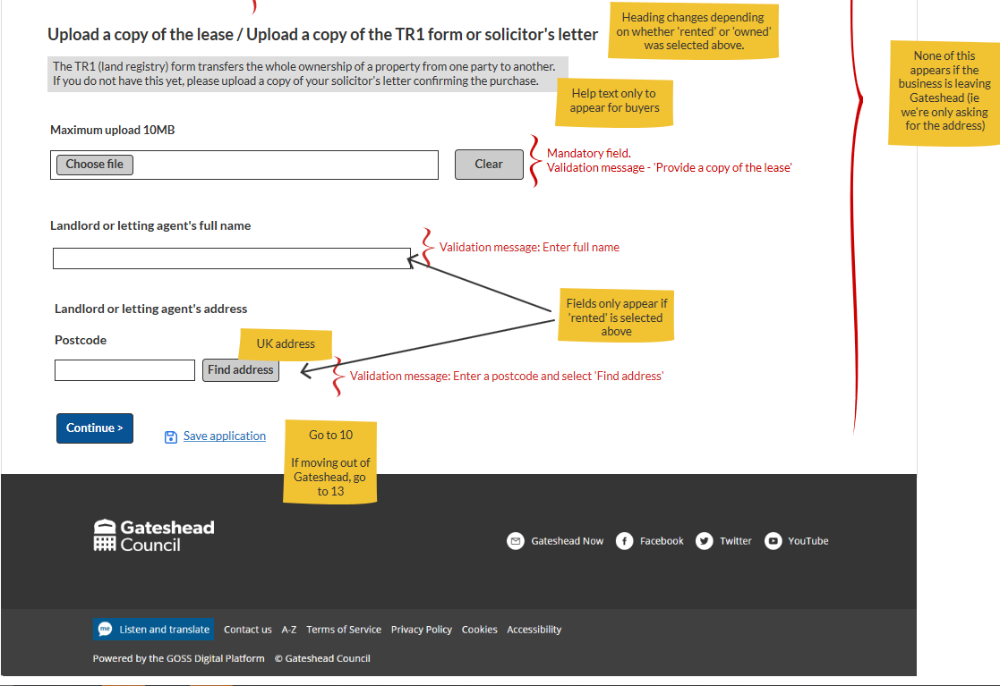 Heading changes depending
on whether 'rented' or 'owned'
was selected above.
Upload a copy of the lease / Upload a copy of the TR1 form or solicitor's letter
None of this
appears if the
business is leaving
Gateshead (ie
we're only asking
for the address)
The TR1 (land registry) form transfers the whole ownership of a property from one party to another.
If you do not have this yet, please upload a copy of your solicitor's letter confirming the purchase.
Help text only to
appear for buyers
Maximum upload 10MB
Choose file
Clear
Mandatory field.
Validation message - 'Provide a copy of the lease'
Landlord or letting agent's full name
Validation message: Enter full name
Fields only appear if
'rented' is selected
above
Landlord or letting agent's address
Postcode
UK address
Find address
Validation message: Enter a postcode and select 'Find address'
Continue >
Save application
Go to 10
If moving out of
Gateshead, go
to 13
Gateshead
Council
Gateshead Now
Facebook
Twitter
YouTube
me
Listen and translate
Contact us
A-Z
Terms of Service
Privacy Policy
Cookies
Accessibility
Powered by the GOSS Digital Platform
© Gateshead Council